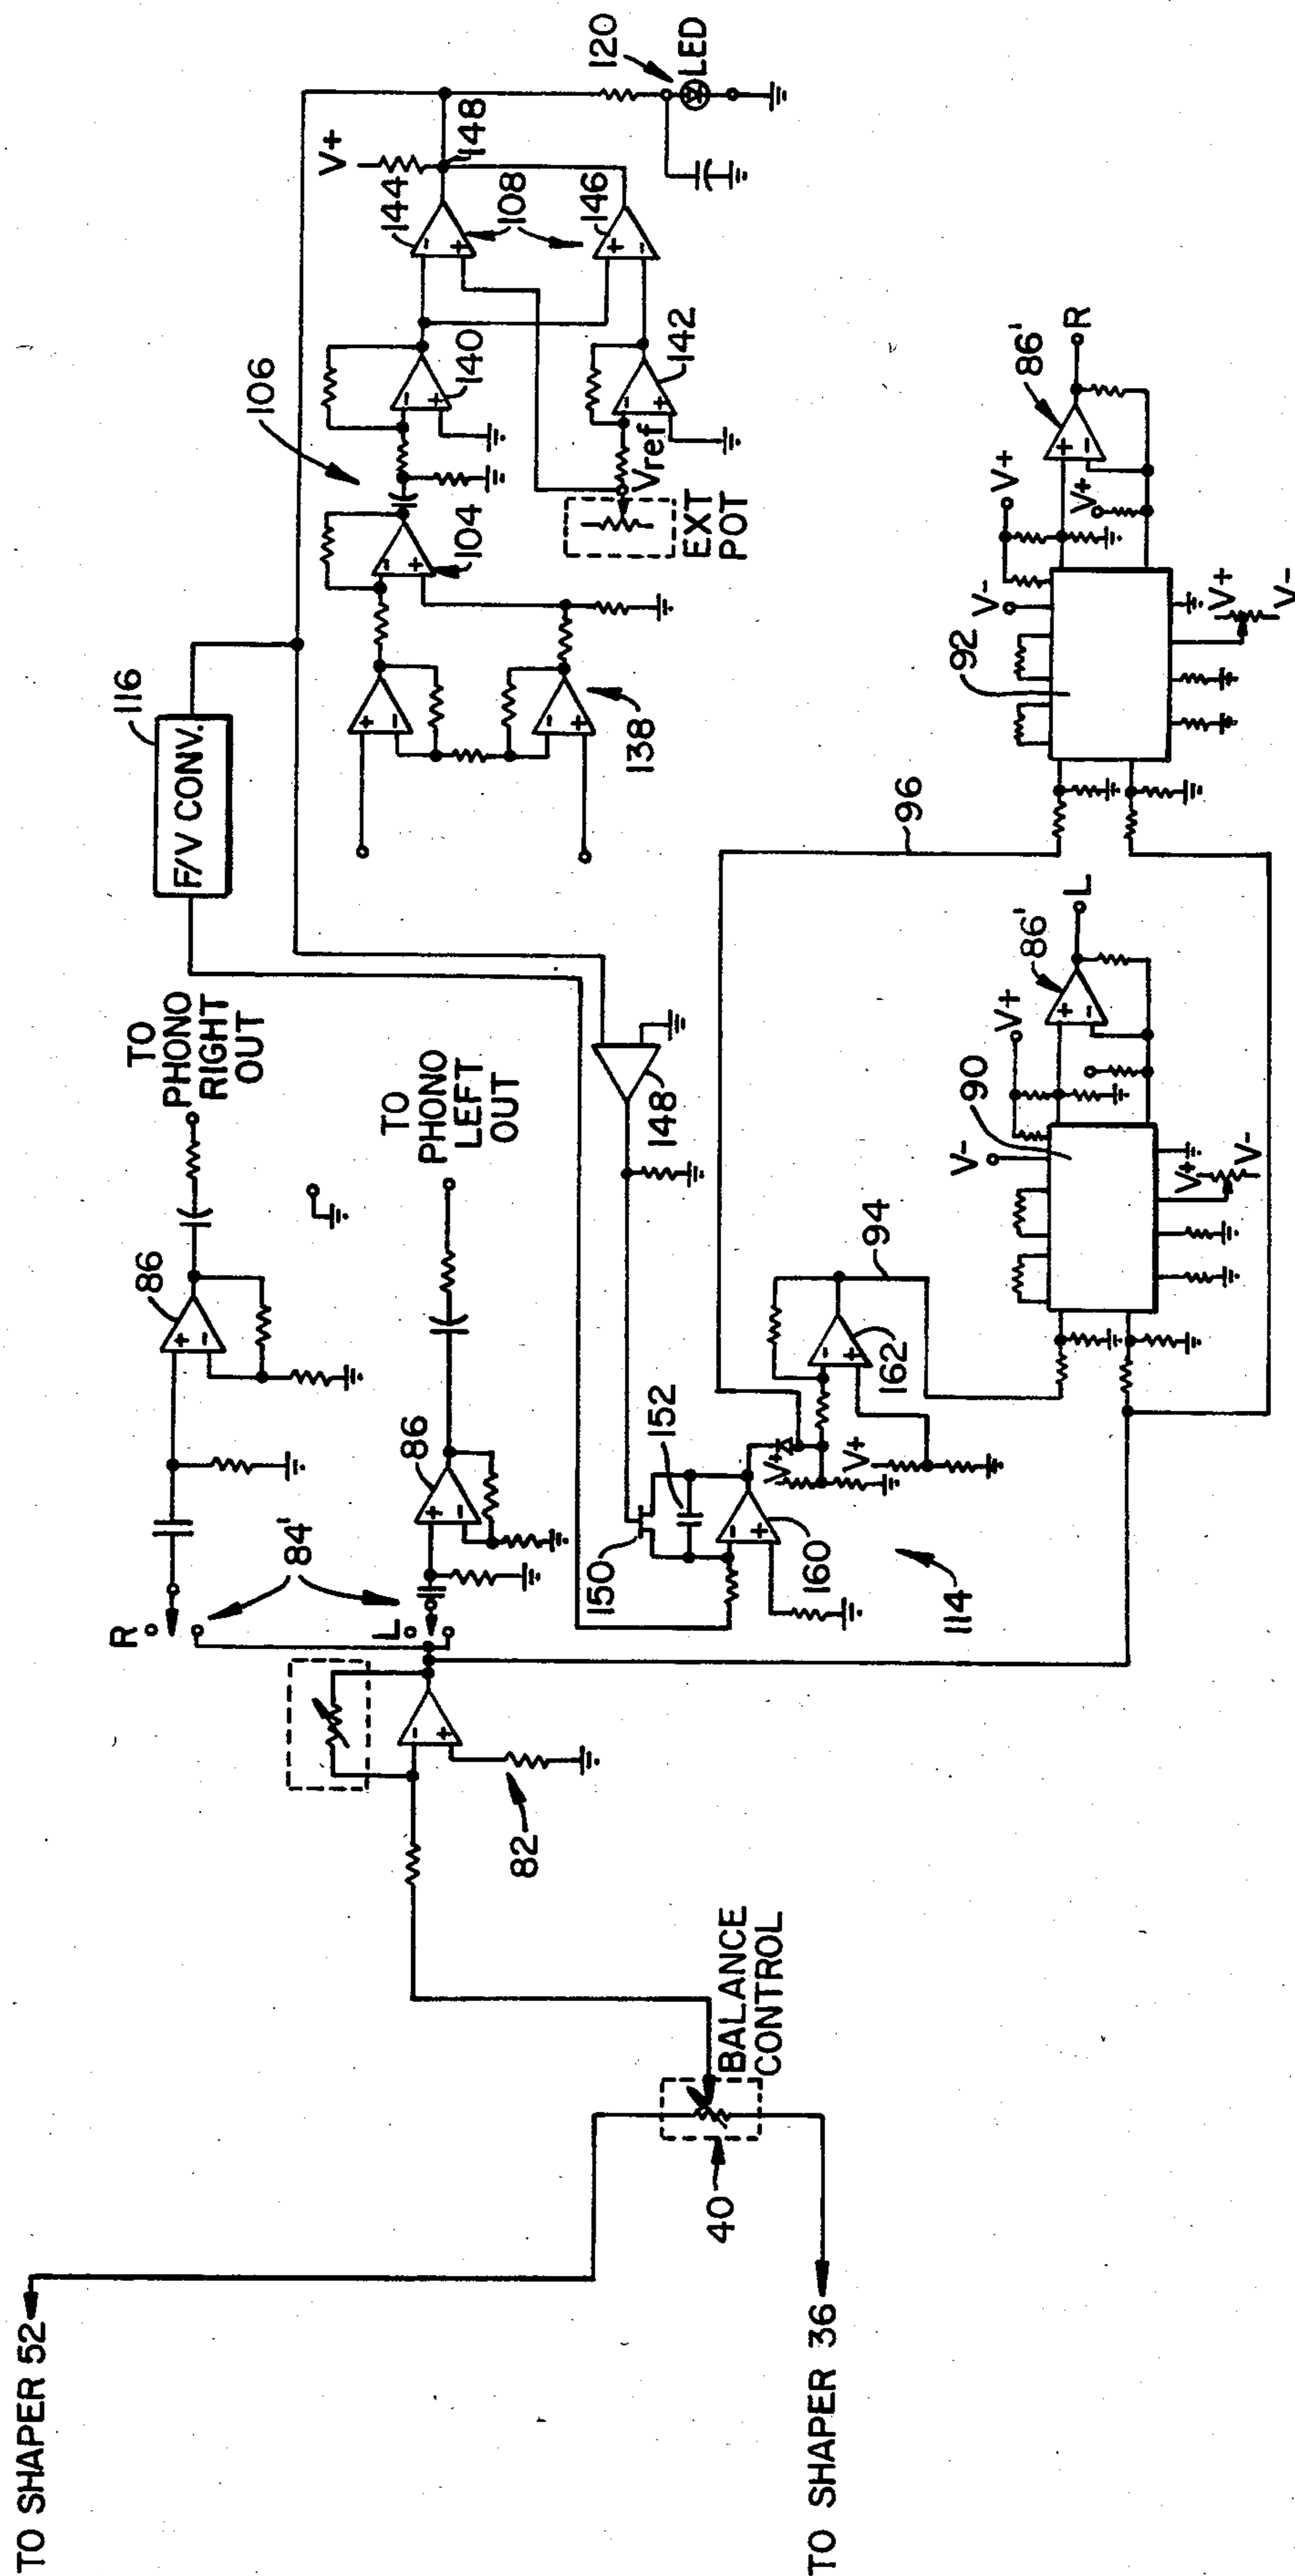 TO SHAPER 52
TO SHAPER 36
40
BALANCE
CONTROL
82
R
84'
L
86
TO
PHONO
RIGHT
OUT
86
TO
PHONO
LEFT
OUT
116
F/V CONV.
138
104
106
EXT
POT
Vref
140
142
144
108
146
V+
148
120
LED
148
150
152
160
114
V+
V+
162
94
96
90
V-
V+
86'
L
V+
V-
92
V-
V+
V+
86'
R
V+
V-
+
-